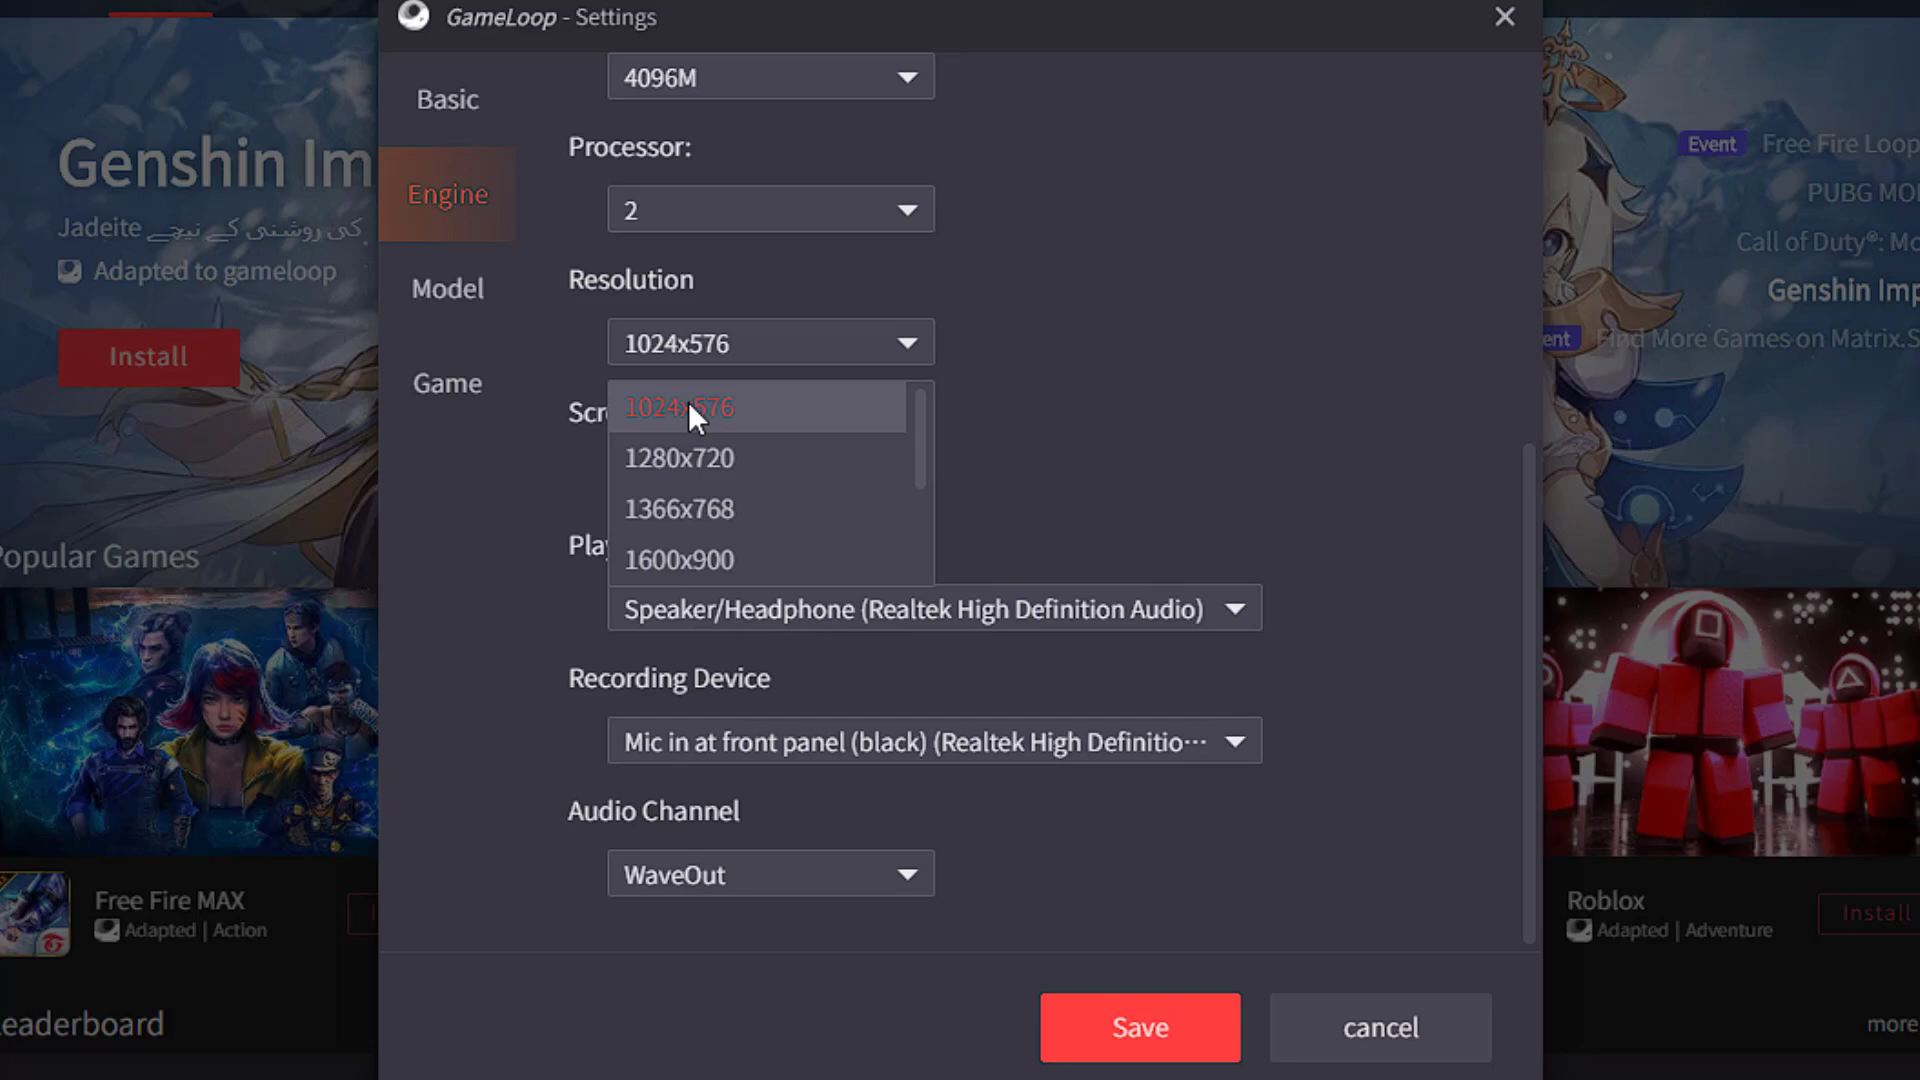 GameLoop - Settings
Basic
Engine
Model
Game
4096M
Processor:
2
Resolution
1024x576
1024x576
1280x720
1366x768
1600x900
Speaker/Headphone (Realtek High Definition Audio)
Recording Device
Mic in at front panel (black) (Realtek High Definitio···
Audio Channel
WaveOut
Save
cancel
Genshin Im
Jadeite کی روشنی کے نیچے.
Adapted to gameloop
Install
Popular Games
Free Fire MAX
Adapted | Action
Leaderboard
Event Free Fire Loop
PUBG MOI
Call of Duty®: Mo
Genshin Imp
ent Find More Games on Matrix.S
Roblox
Adapted | Adventure
Install
more